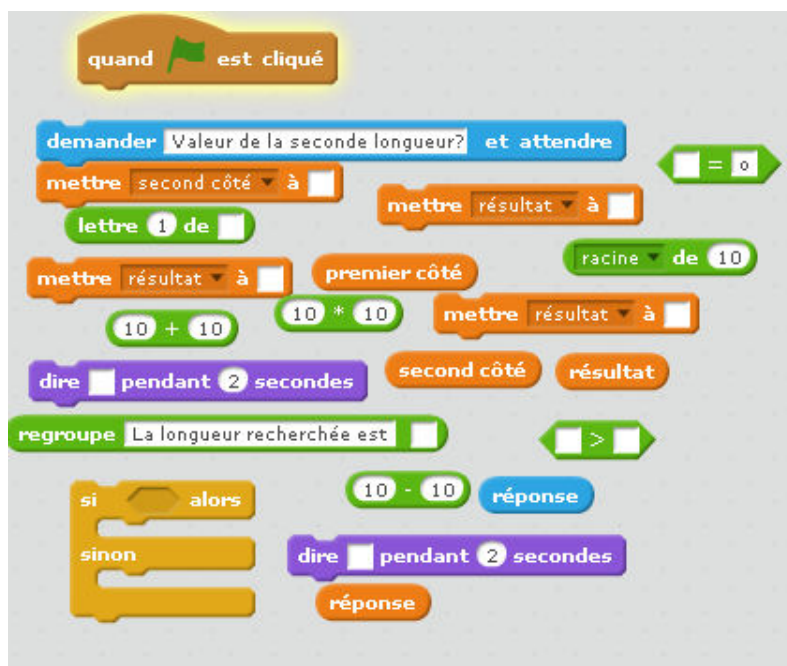 quand est cliqué
demander Valeur de la seconde longueur? et attendre
= o
mettre second côté à
mettre résultat à
lettre 1 de
racine de 10
mettre résultat à
premier côté
10 * 10
mettre résultat à
10 + 10
dire pendant 2 secondes
second côté
résultat
regroupe La longueur recherchée est
>
si alors
10 - 10
réponse
sinon
dire pendant 2 secondes
réponse